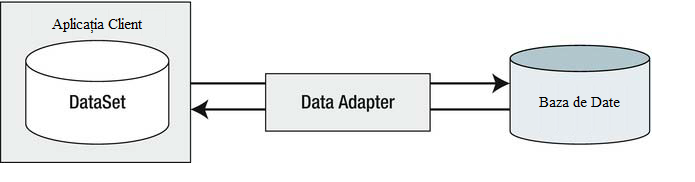 Aplicația Client
DataSet
Data Adapter
Baza de Date